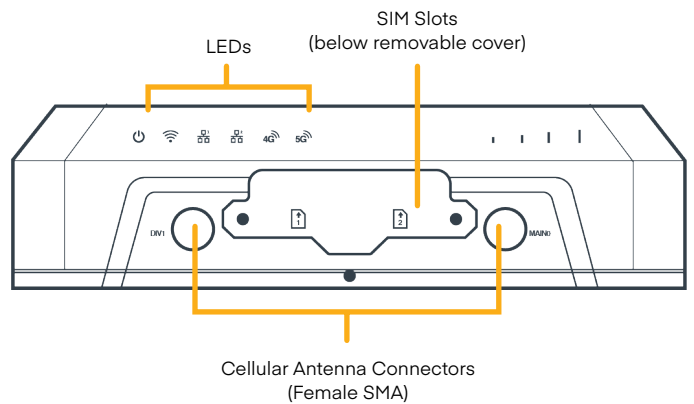 SIM Slots
(below removable cover)
LEDs
4G
5G
1
2
DIV1
MAIN0
Cellular Antenna Connectors
(Female SMA)